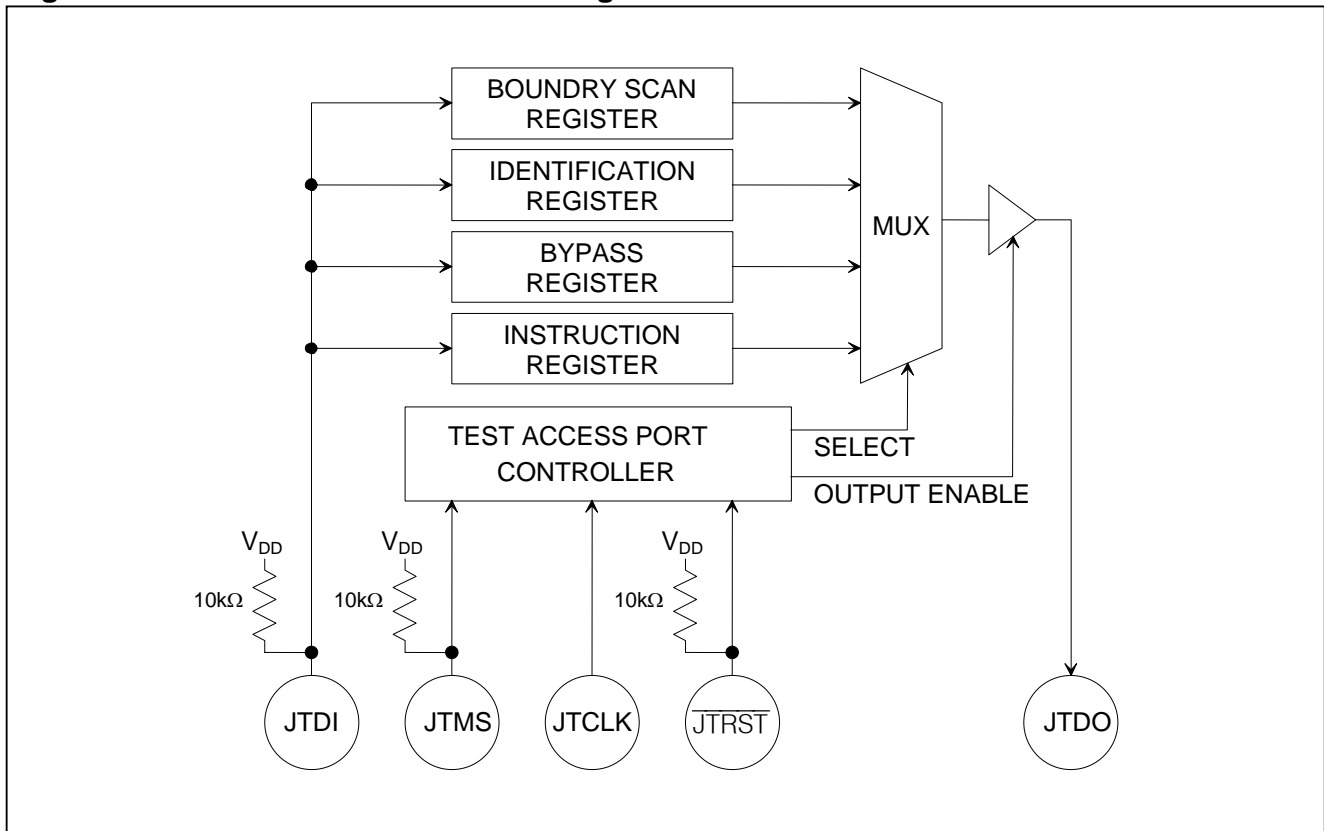 BOUNDRY SCAN
REGISTER
IDENTIFICATION
REGISTER
BYPASS
REGISTER
INSTRUCTION
REGISTER
MUX
TEST ACCESS PORT
CONTROLLER
SELECT
OUTPUT ENABLE
VDD
VDD
VDD
10kΩ
10kΩ
10kΩ
JTDI
JTMS
JTCLK
JTRST
JTDO